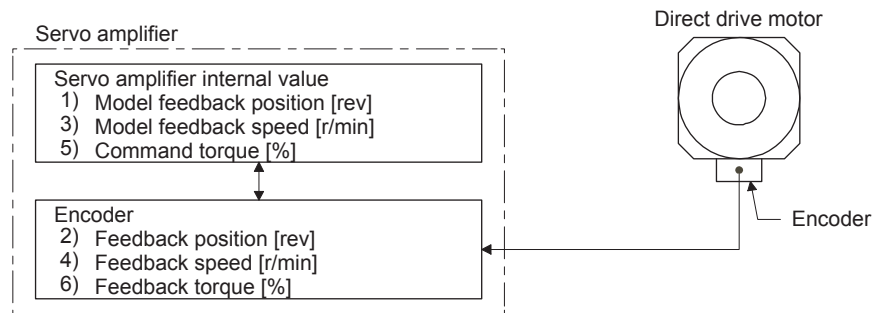 Direct drive motor
Servo amplifier
Servo amplifier internal value
1) Model feedback position [rev]
3) Model feedback speed [r/min]
5) Command torque [%]
Encoder
2) Feedback position [rev]
4) Feedback speed [r/min]
6) Feedback torque [%]
Encoder